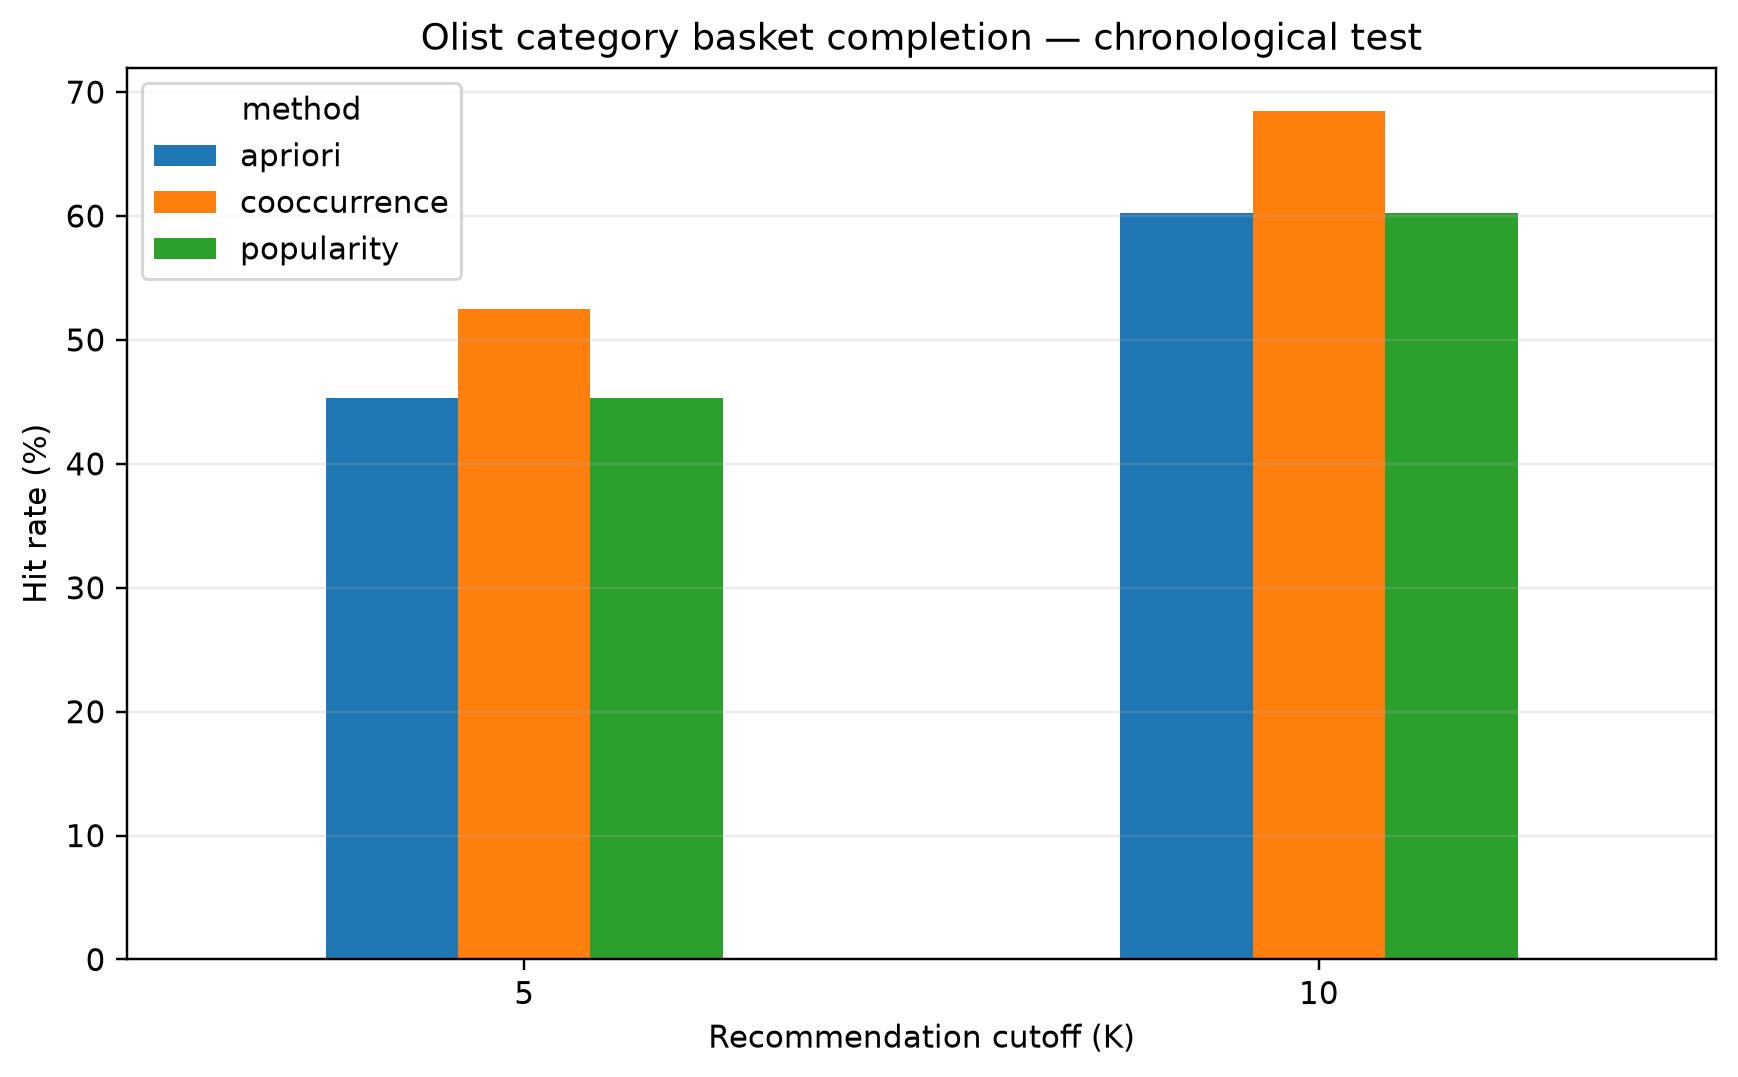 Olist category basket completion — chronological test
method
apriori
cooccurrence
popularity
Hit rate (%)
70
60
50
40
30
20
10
0
5
10
Recommendation cutoff (K)